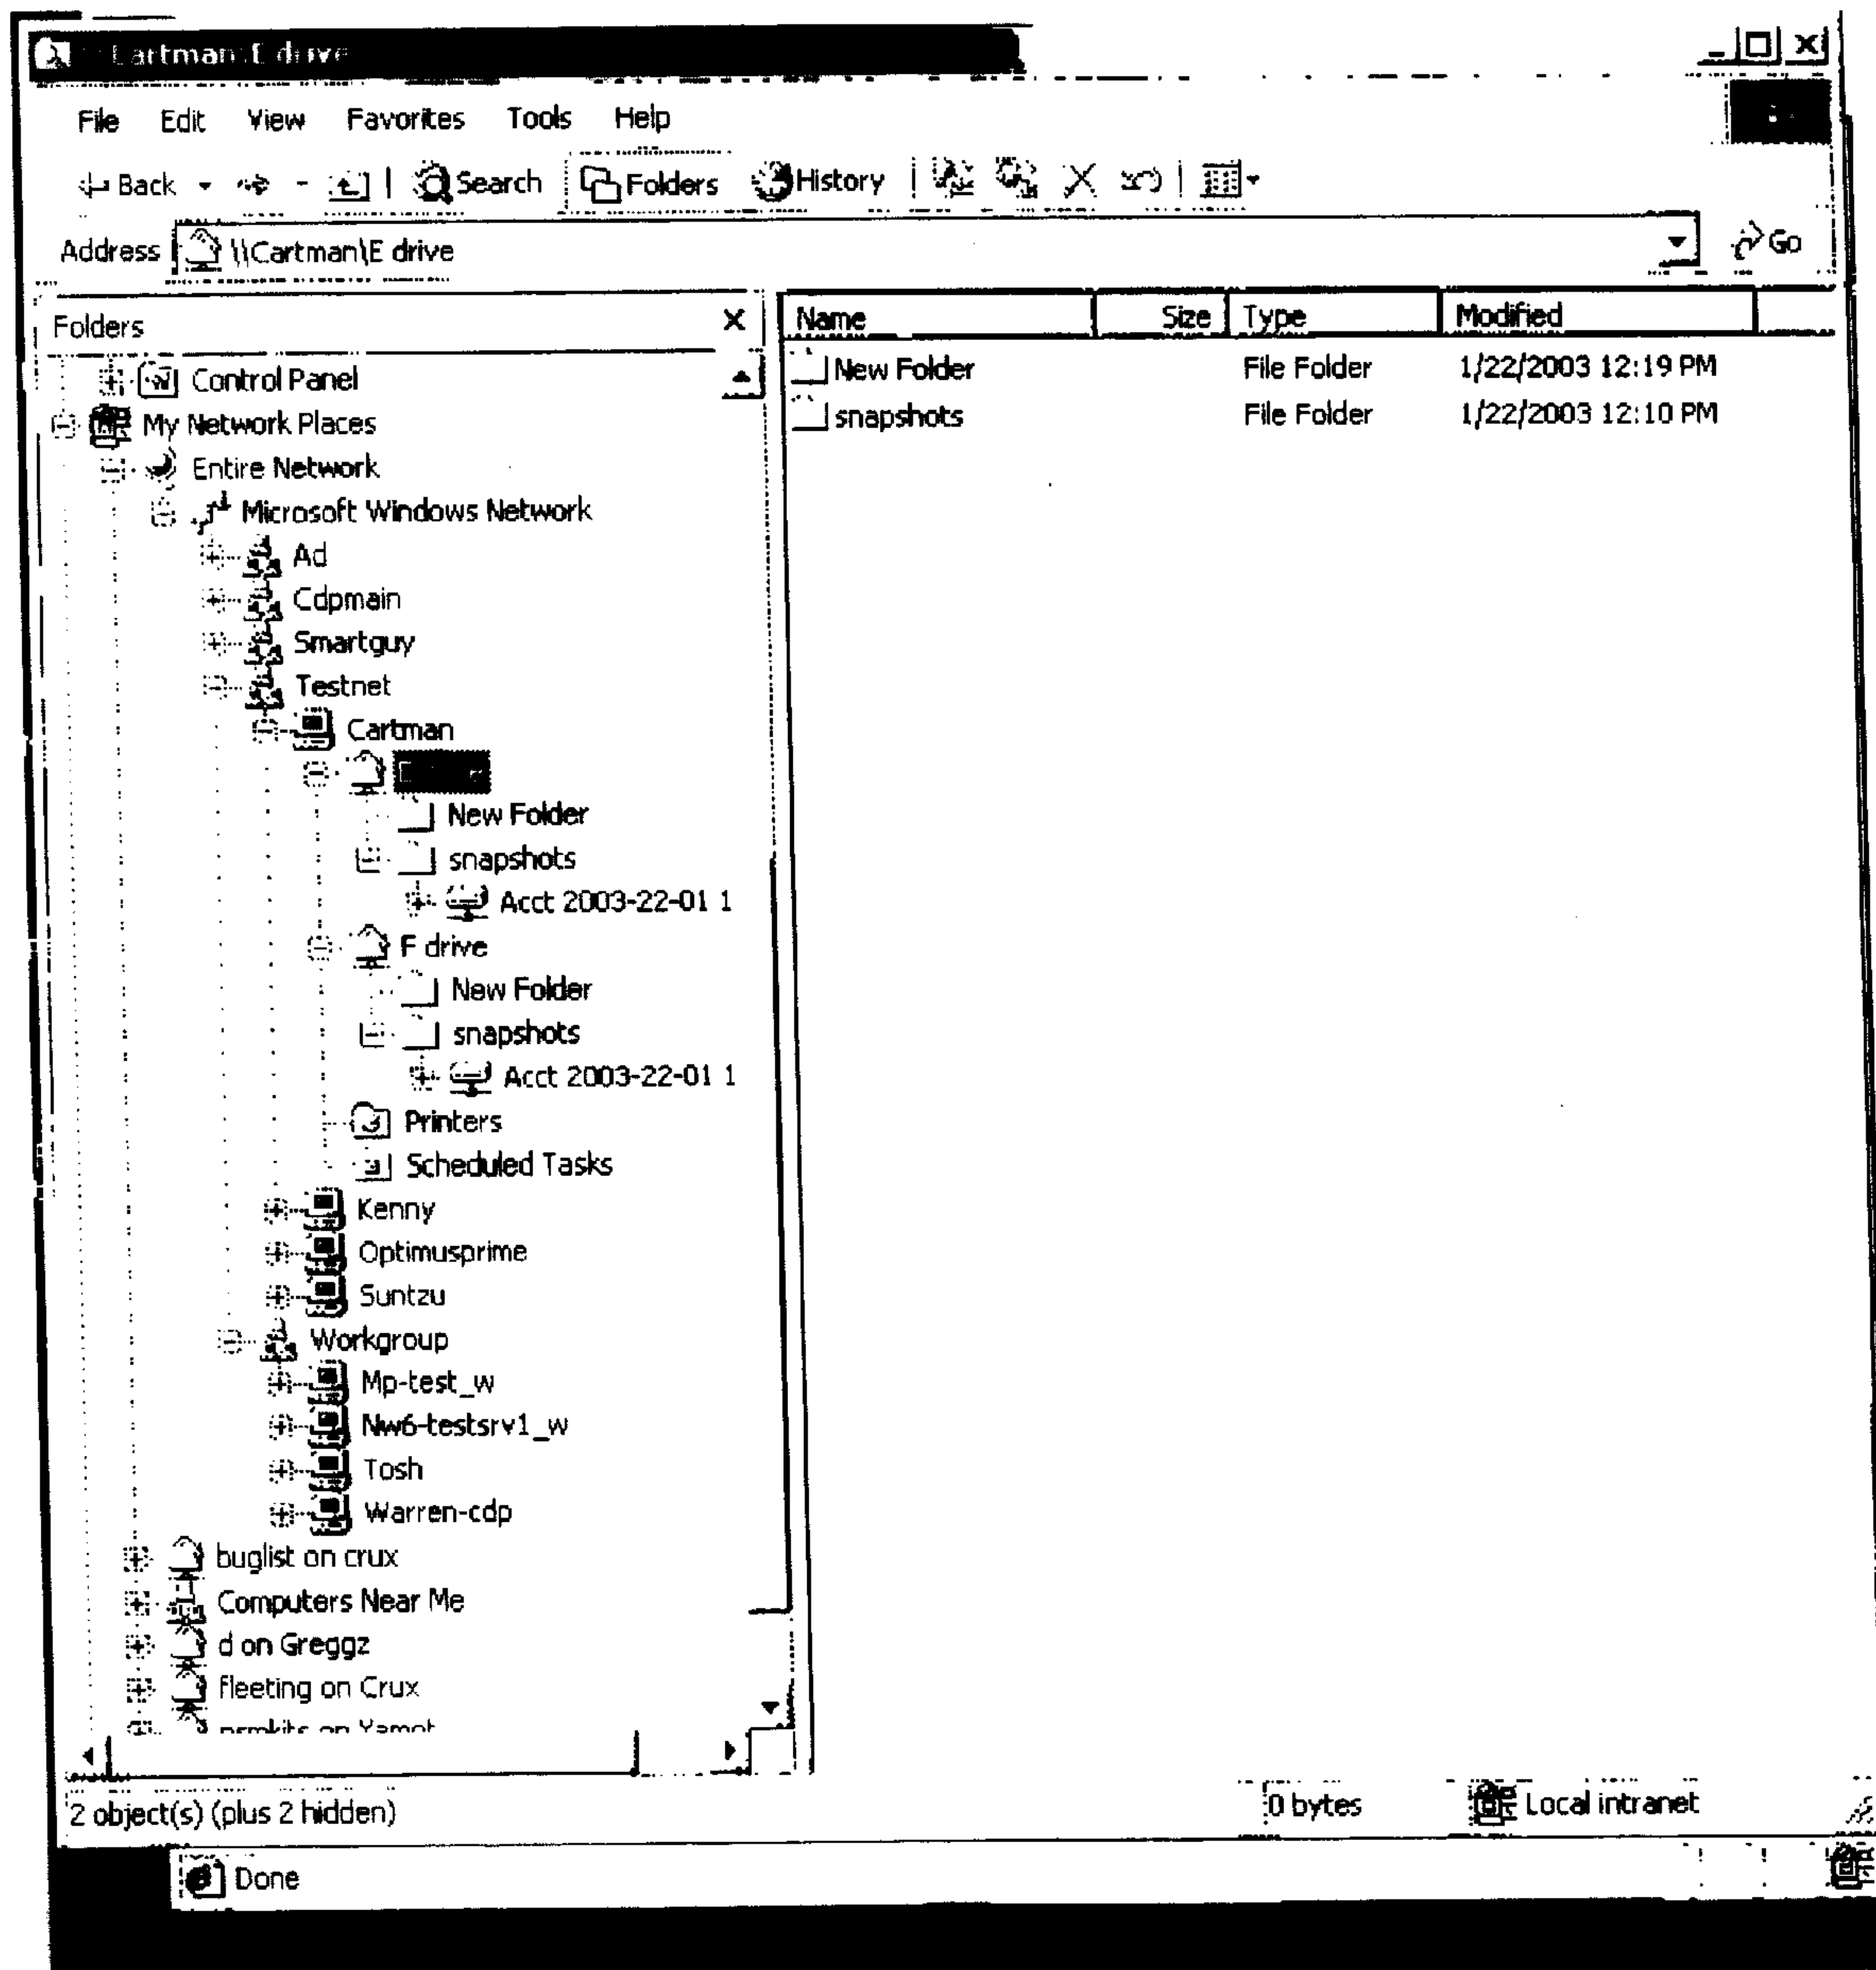 Cartman\E drive
File Edit View Favorites Tools Help
Back Search Folders History
Address \\Cartman\E drive Go
Folders
Name Size Type Modified
New Folder File Folder 1/22/2003 12:19 PM
snapshots File Folder 1/22/2003 12:10 PM
Control Panel
My Network Places
Entire Network
Microsoft Windows Network
Ad
Cdpmain
Smartguy
Testnet
Cartman
New Folder
snapshots
Acct 2003-22-01 1
F drive
New Folder
snapshots
Acct 2003-22-01 1
Printers
Scheduled Tasks
Kenny
Optimusprime
Suntzu
Workgroup
Mp-test_w
Nw6-testsrv1_w
Tosh
Warren-cdp
buglist on crux
Computers Near Me
d on Greggz
fleeting on Crux
2 object(s) (plus 2 hidden) 0 bytes Local intranet
Done